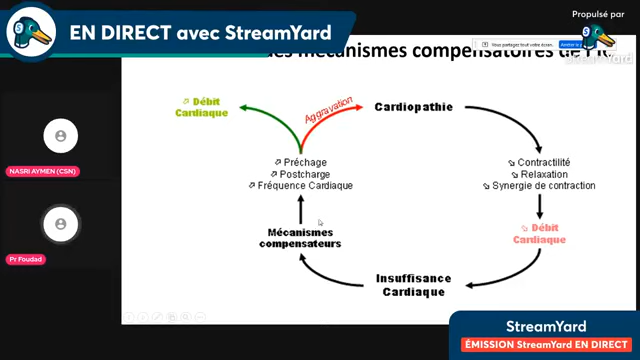 EN DIRECT avec StreamYard
Propulsé par
StreamYard
mécanismes compensatoires de l'IC
↗ Débit
Cardiaque
Aggravation
Cardiopathie
↗ Préchage
↗ Postcharge
↗ Fréquence Cardiaque
↘ Contractilité
↘ Relaxation
↘ Synergie de contraction
NASRI AYMEN (CSN)
Mécanismes
compensateurs
↘ Débit
Cardiaque
Pr Foudad
Insuffisance
Cardiaque
StreamYard
ÉMISSION StreamYard EN DIRECT